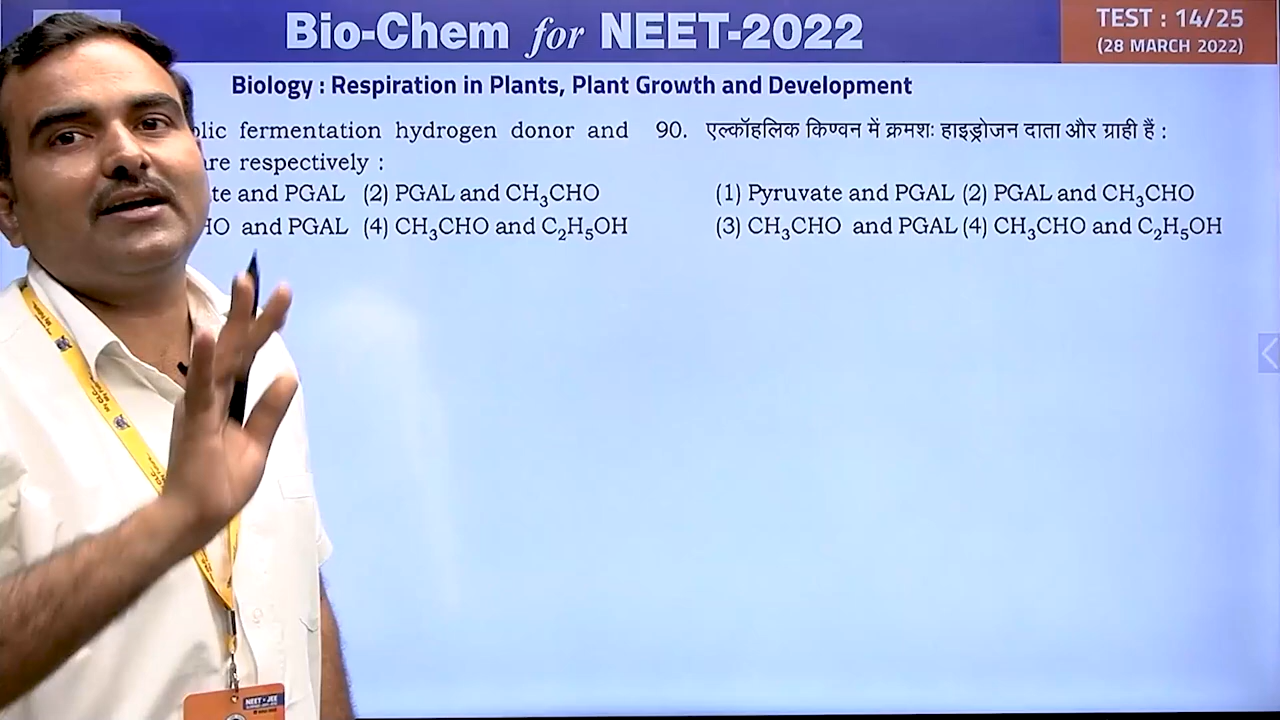 Bio-Chem for NEET-2022
TEST : 14/25
(28 MARCH 2022)
Biology : Respiration in Plants, Plant Growth and Development
fermentation hydrogen donor and
are respectively :
and PGAL (2) PGAL and CH₃CHO
and PGAL (4) CH₃CHO and C₂H₅OH
90. एल्कॉहलिक किण्वन में क्रमशः हाइड्रोजन दाता और ग्राही हैं :
(1) Pyruvate and PGAL (2) PGAL and CH₃CHO
(3) CH₃CHO and PGAL (4) CH₃CHO and C₂H₅OH
NEET • JEE